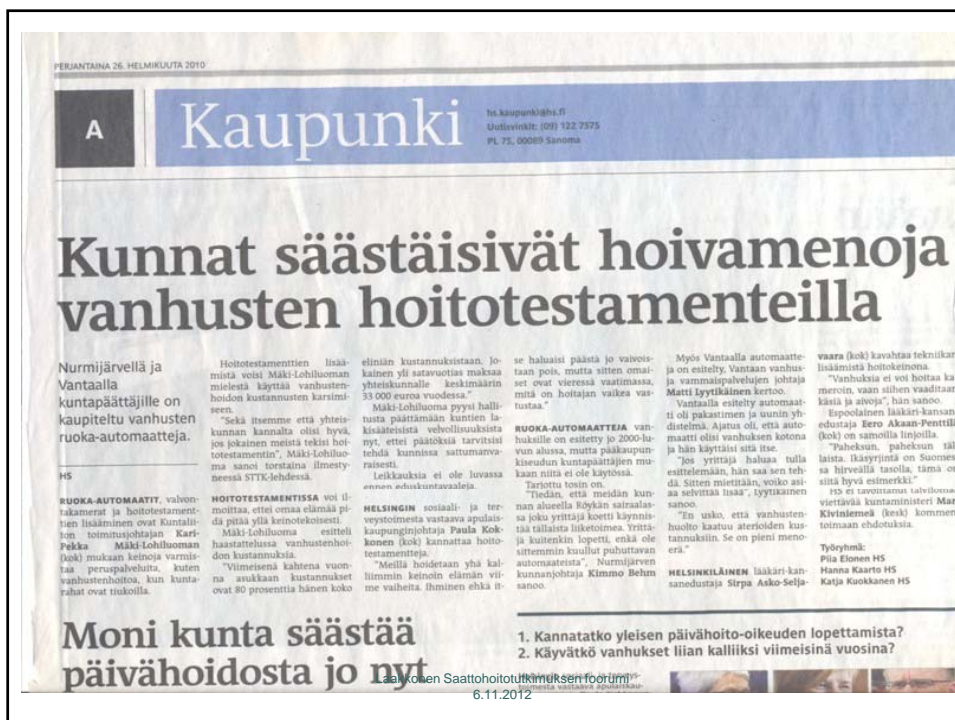 PERJANTAINA 26. HELMIKUUTA 2010
A
Kaupunki
hs.kaupunki@hs.fi
Uutisvinkit: (09) 122 7575
PL 75, 00089 Sanoma
Kunnat säästäisivät hoivamenoja
vanhusten hoitotestamenteilla
Nurmijärvellä ja
Vantaalla
kuntapäättäjille on
kaupiteltu vanhusten
ruoka-automaatteja.
HS
RUOKA-AUTOMAATIT, valvon-
takamerat ja hoitotestament-
tien lisääminen ovat Kuntalii-
ton toimitusjohtajan Kari-
Pekka Mäki-Lohiluoman
(kok) mukaan keinoja varmis-
taa peruspalveluita, kuten
vanhustenhoitoa, kun kunta-
rahat ovat tiukoilla.
Hoitotestamenttien lisää-
mistä voisi Mäki-Lohiluoman
mielestä käyttää vanhusten-
hoidon kustannusten karsimi-
seen.
"Sekä itsemme että yhteis-
kunnan kannalta olisi hyvä,
jos jokainen meistä tekisi hoi-
totestamentin", Mäki-Lohiluo-
ma sanoi torstaina ilmesty-
neessä STTK-lehdessä.
HOITOTESTAMENTISSA voi il-
moittaa, ettei omaa elämää pi-
dä pitää yllä keinotekoisesti.
Mäki-Lohiluoma esitteli
haastattelussa vanhustenhoi-
don kustannuksia.
"Viimeisenä kahtena vuon-
na asukkaan kustannukset
ovat 80 prosenttia hänen koko
elinän kustannuksistaan. Jo-
kainen yli satavuotias maksaa
yhteiskunnalle keskimäärin
33 000 euroa vuodessa."
Mäki-Lohiluoma pyysi halli-
tusta päättämään kuntien la-
kisääteisistä velvollisuuksista
nyt, ettei päätöksiä tarvitsisi
tehdä kunnissa sattumanva-
raisesti.
Leikkauksia ei ole luvassa
ennen eduskuntavaaleja.
HELSINGIN sosiaali- ja ter-
veystoimesta vastaava apulais-
kaupunginjohtaja Paula Kok-
konen (kok) kannattaa hoito-
testamentteja.
"Meillä hoidetaan yhä kal-
liimmin keinoin elämän vii-
me vaiheita. Ihminen ehkä it-
se haluaisi päästä jo vaivois-
taan pois, mutta sitten omai-
set ovat vieressä vaatimassa,
mitä on hoitajan vaikea vas-
tustaa."
RUOKA-AUTOMAATTEJA van-
huksille on esitetty jo 2000-lu-
vun alussa, mutta pääkaupun-
kiseudun kuntapäättäjien mu-
kaan niitä ei ole käytössä.
Tarjottu tosin on.
"Tiedän, että meidän kun-
nan alueella Röykän sairaalas-
sa joku yrittäjä koetti käynnis-
tää tällaista liiketoimea. Yrittä-
jä kuitenkin lopetti, enkä ole
sittemmin kuullut puhuttavan
automaateista", Nurmijärven
kunnanjohtaja Kimmo Behm
sanoo.
Myös Vantaalla automaatte-
ja on esitelty, Vantaan vanhus-
ja vammaispalvelujen johtaja
Matti Lyytikäinen kertoo.
Vantaalla esitelty automaat-
ti oli pakastimen ja uunin yh-
distelmä. Ajatus oli, että auto-
maatti olisi vanhuksen kotona
ja hän käyttäisi sitä itse.
"Jos yrittäjä haluaa tulla
esittelemään, hän saa sen teh-
dä. Sitten mietitään, voiko asi-
aa selvittää lisää", Lyytikäinen
sanoo.
"En usko, että vanhusten-
huolto kaatuu aterioiden kus-
tannuksiin. Se on pieni meno-
erä."
HELSINKILÄINEN lääkäri-kan-
sanedustaja Sirpa Asko-Selja-
vaara (kok) kavahtaa tekniikan
lisäämistä hoitokeinona.
"Vanhuksia ei voi hoitaa ka-
meroin, vaan siihen vaaditaan
käsiä ja aivoja", hän sanoo.
Espoolainen lääkäri-kansan-
edustaja Eero Akaan-Penttilä
(kok) on samoilla linjoilla.
"Paheksun, paheksun täl-
laista. Ikäsyrjintä on Suomes-
sa hirveällä tasolla, tämä on
siitä hyvä esimerkki."
HS ei tavoittanut talviloma
viettävää kuntaministeri Mar
Kiviniemeä (kesk) kommen
toimaan ehdotuksia.
Työryhmä:
Piia Elonen HS
Hanna Kaarto HS
Katja Kuokkanen HS
Moni kunta säästää
päivähoidosta jo nyt
1. Kannatatko yleisen päivähoito-oikeuden lopettamista?
2. Käyvätkö vanhukset liian kalliiksi viimeisinä vuosina?
Laakkonen Saattohoitotutkimuksen foorumi
6.11.2012